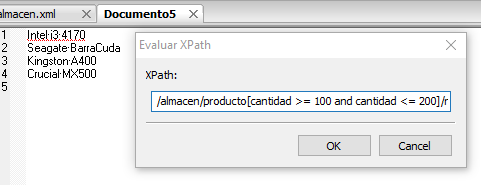 almacen.xml
Documento5
1 Intel·i3·4170
2 Seagate·BarraCuda
3 Kingston·A400
4 Crucial·MX500
5
Evaluar XPath
XPath:
/almacen/producto[cantidad >= 100 and cantidad <= 200]/
OK
Cancel